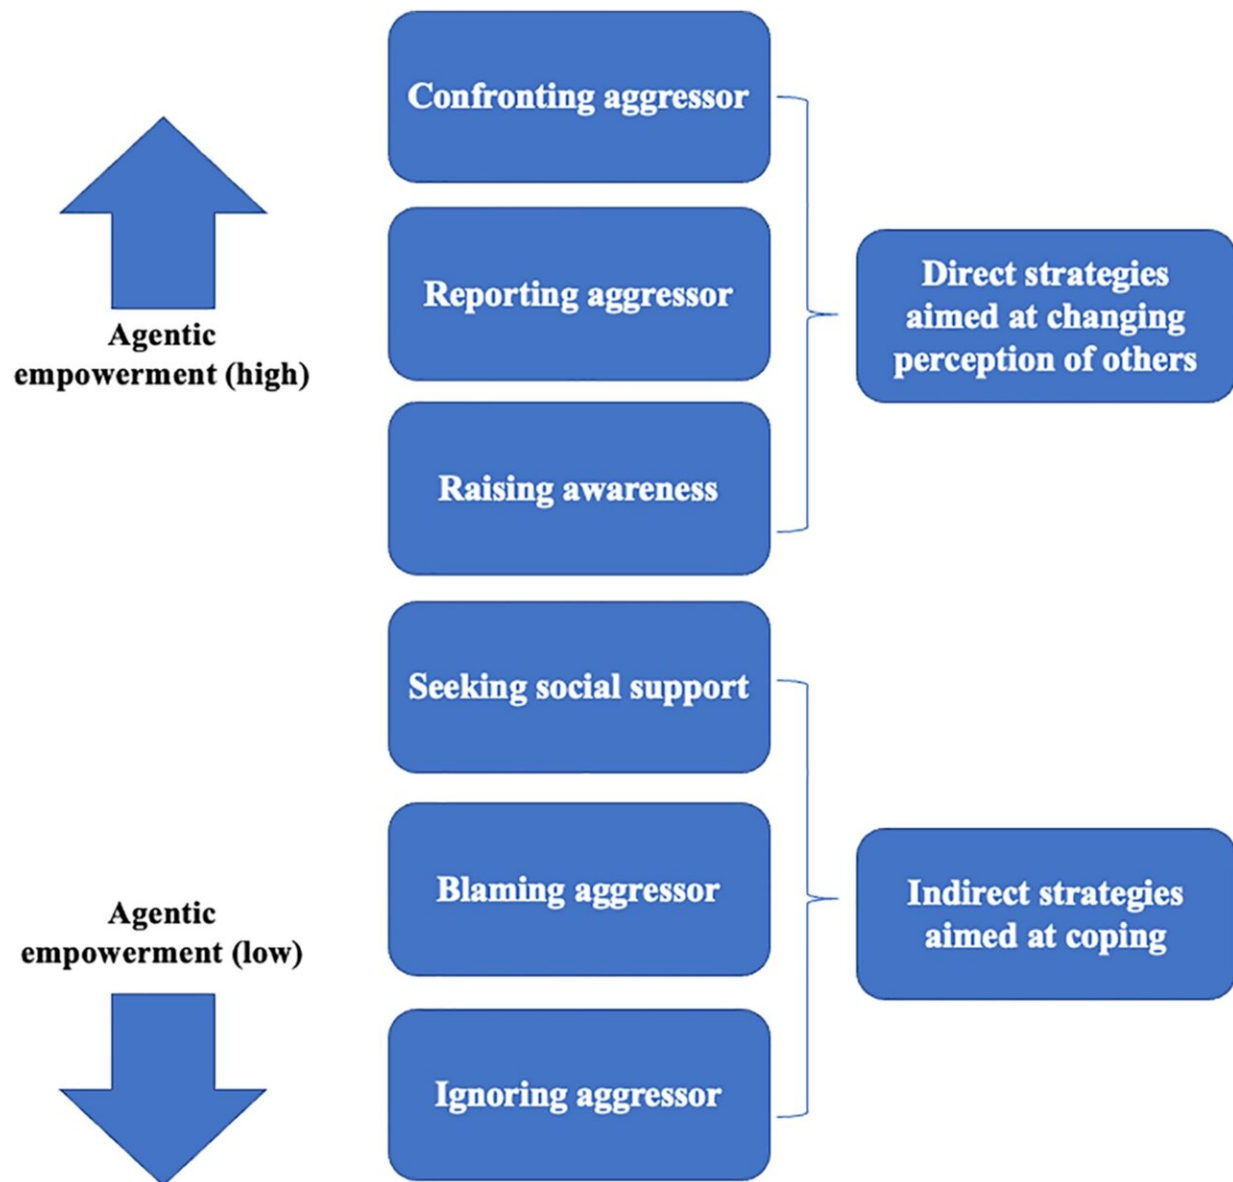 Confronting aggressor
Reporting aggressor
Raising awareness
Seeking social support
Blaming aggressor
Ignoring aggressor
Agentic
empowerment (high)
Agentic
empowerment (low)
Direct strategies
aimed at changing
perception of others
Indirect strategies
aimed at coping